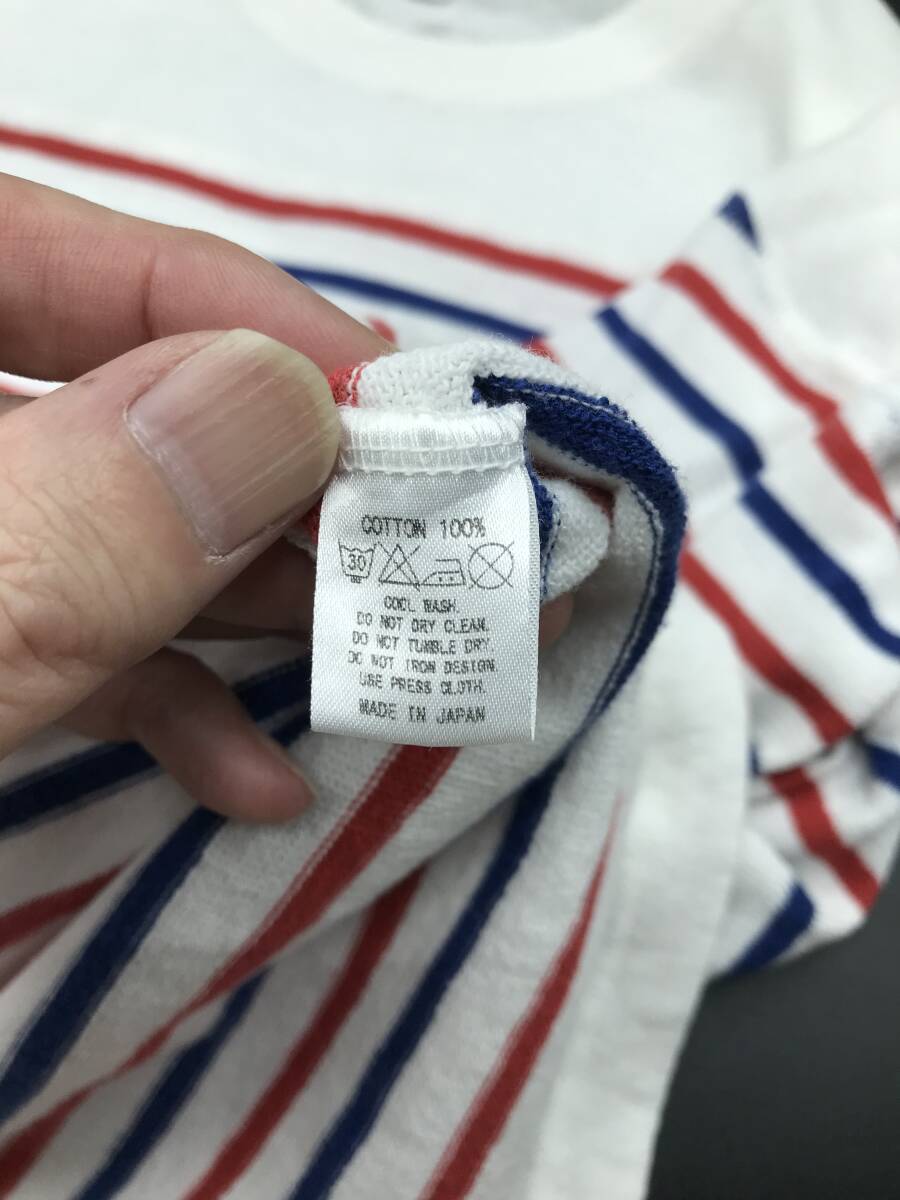 COTTON 100%
30
COOL WASH.
DO NOT DRY CLEAN.
DO NOT TUMBLE DRY.
DO NOT IRON DESIGN.
USE PRESS CLOTH.
MADE IN JAPAN